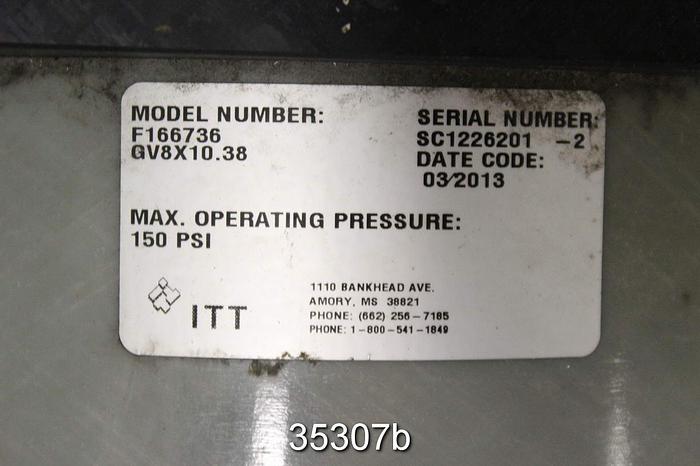 MODEL NUMBER:
F166736
GV8X10.38
SERIAL NUMBER:
SC1226201 -2
DATE CODE:
03/2013
MAX. OPERATING PRESSURE:
150 PSI
ITT
1110 BANKHEAD AVE.
AMORY, MS 38821
PHONE: (662) 256-7185
PHONE: 1-800-541-1849
35307b